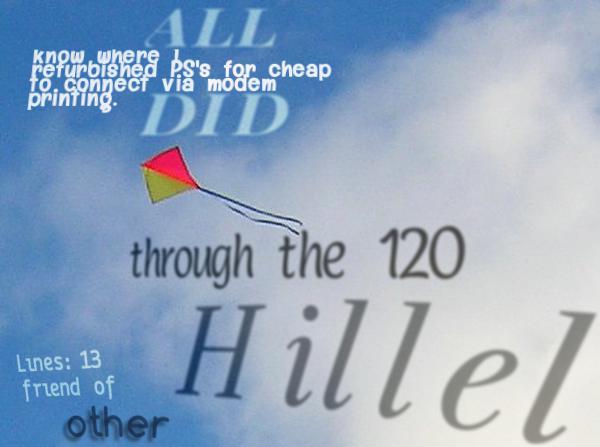 ALL
know where I
refurbished PS's for cheap
to connect via modem
printing.
DID
through the 120
Hillel
Lines: 13
friend of
other